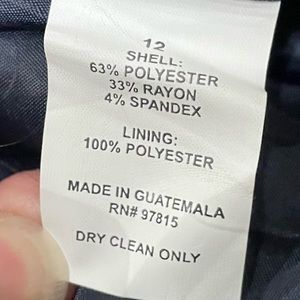 12
SHELL:
63% POLYESTER
33% RAYON
4% SPANDEX
LINING:
100% POLYESTER
MADE IN GUATEMALA
RN# 97815
DRY CLEAN ONLY